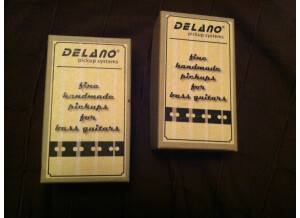 DELANO®
pickup systems
fine
handmade
pickups
for
bass guitars
DELANO®
pickup systems
fine
handmade
pickups
for
bass guitars